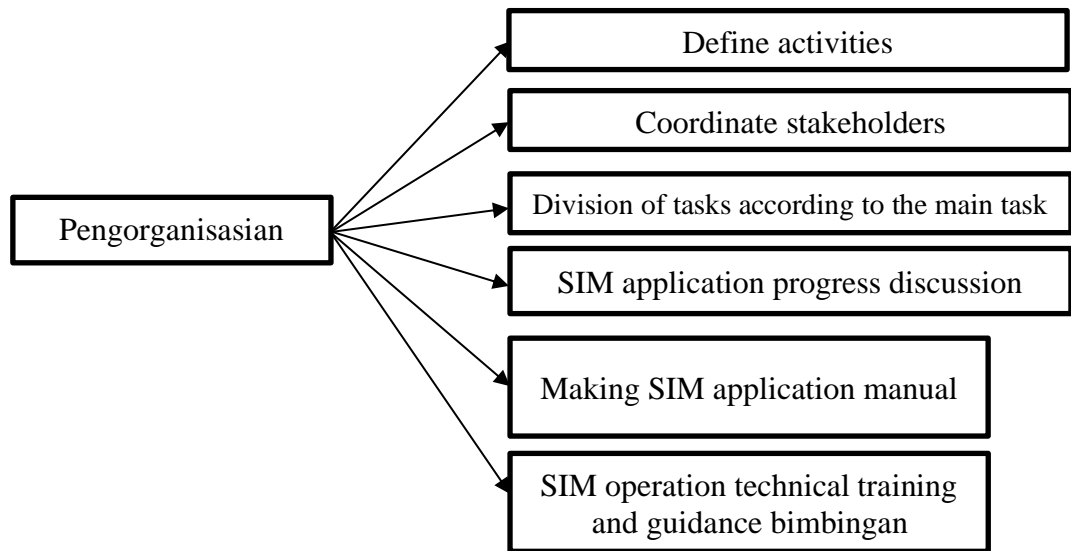 Define activities
Coordinate stakeholders
Pengorganisasian
Division of tasks according to the main task
SIM application progress discussion
Making SIM application manual
SIM operation technical training
and guidance bimbingan